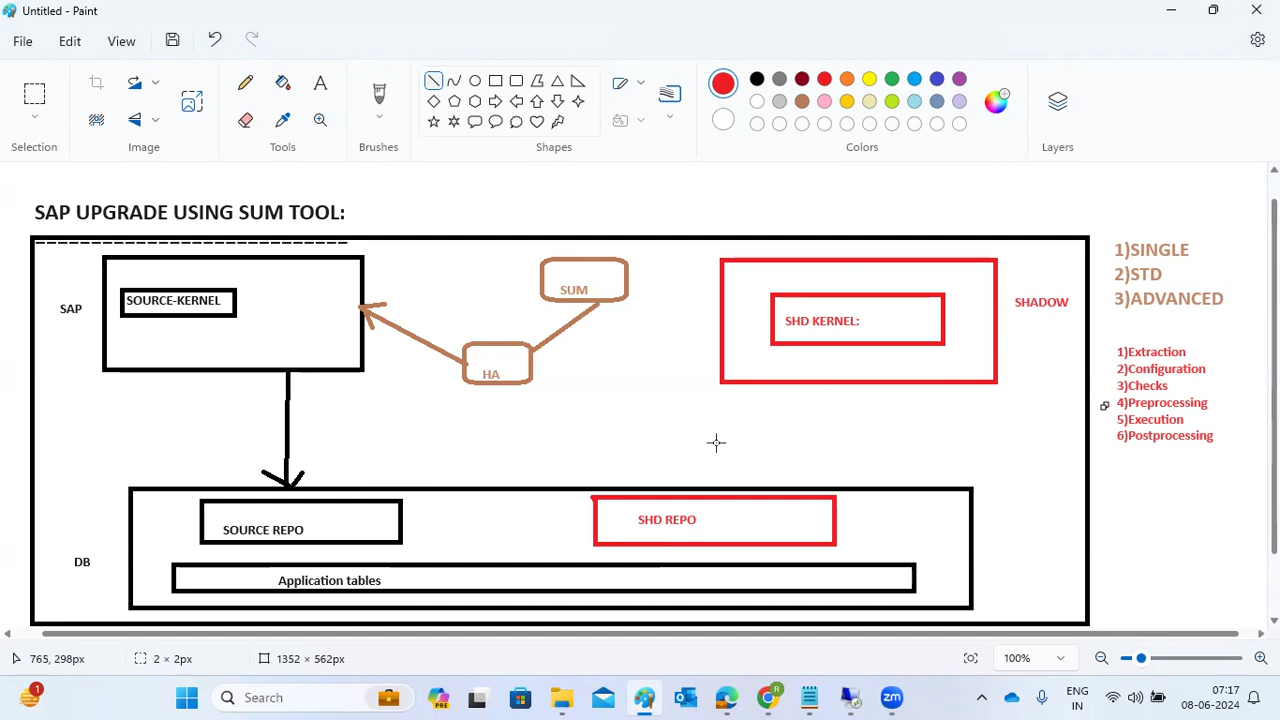 Untitled - Paint
File
Edit
View
Selection
Image
Tools
Brushes
Shapes
Colors
Layers
SAP UPGRADE USING SUM TOOL:
SAP
SOURCE-KERNEL
SUM
HA
SHD KERNEL:
SHADOW
1)SINGLE
2)STD
3)ADVANCED
1)Extraction
2)Configuration
3)Checks
4)Preprocessing
5)Execution
6)Postprocessing
DB
SOURCE REPO
SHD REPO
Application tables
765, 298px
2 × 2px
1352 × 562px
100%
1
Search
PRE
R
zm
ENG
IN
07:17
08-06-2024